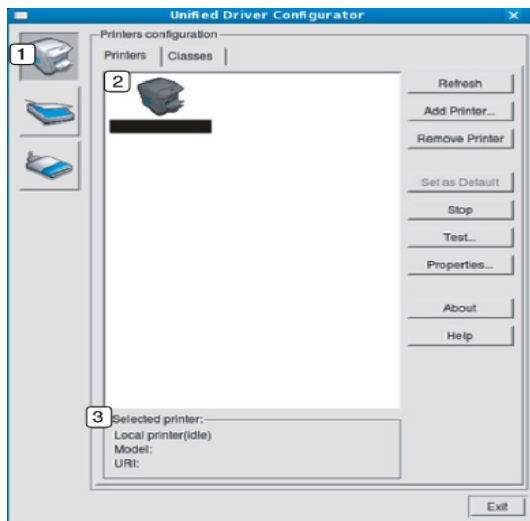 Unified Driver Configurator
Printers configuration
1
Printers Classes
2
Refresh
Add Printer...
Remove Printer
Set as Default
Stop
Test...
Properties...
About
Help
3
Selected printer:
Local printer(idle)
Model:
URI:
Exit